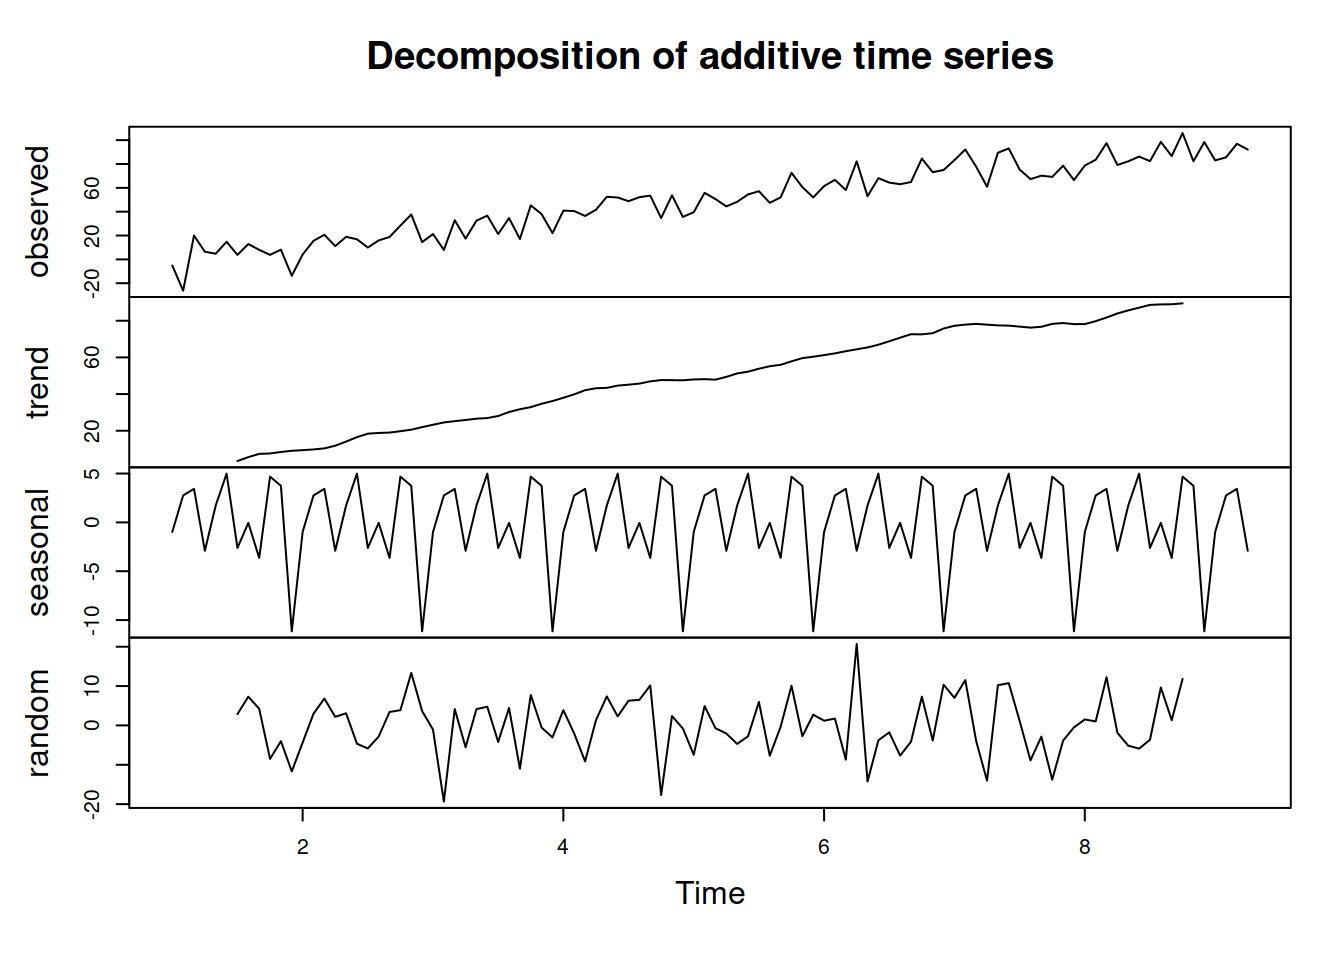 Decomposition of additive time series
observed
-20 20 60
trend
20 60
seasonal
-10 -5 0 5
random
-20 0 10
2 4 6 8
Time